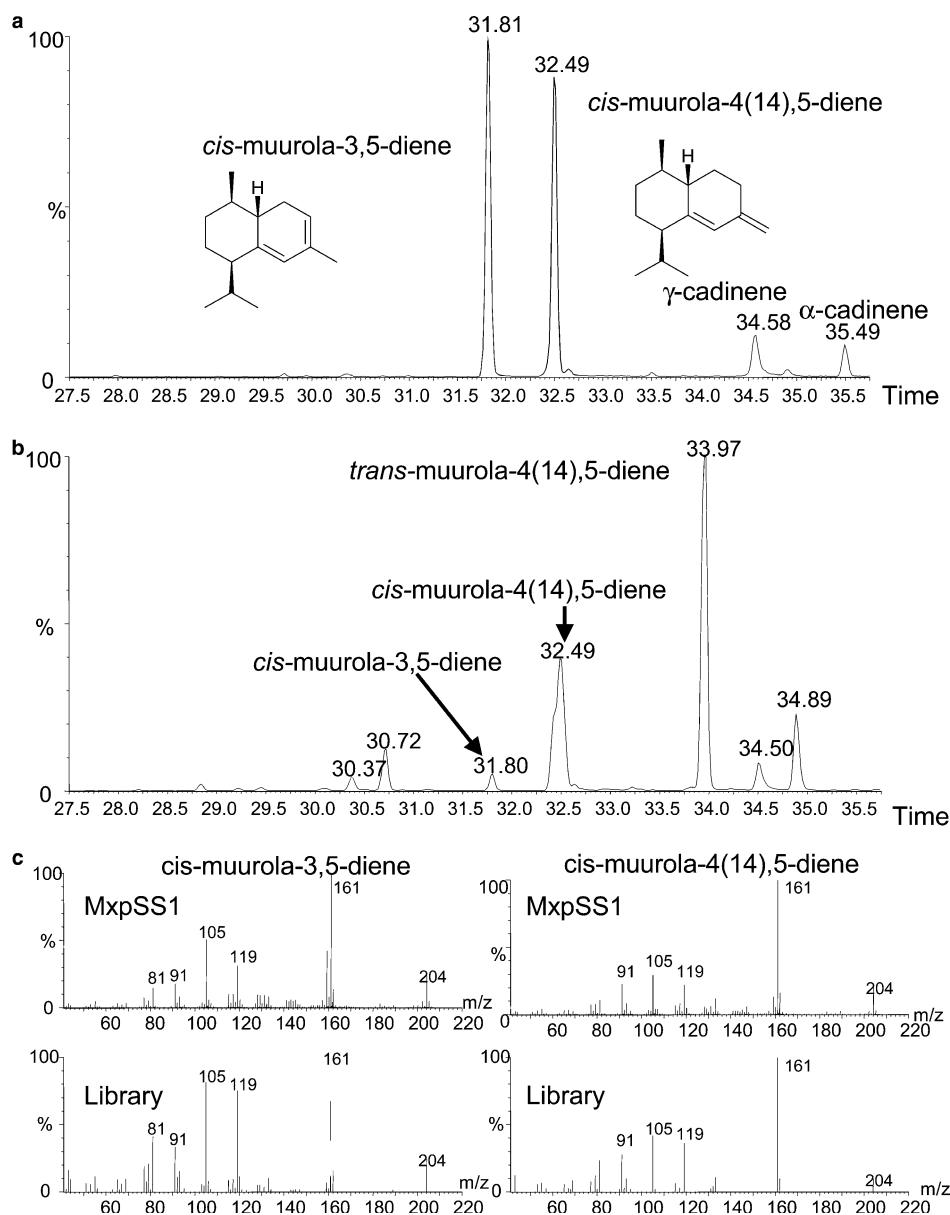 a
100
%
0
31.81
32.49
cis-muurola-4(14),5-diene
cis-muurola-3,5-diene
H
H
γ-cadinene
34.58
α-cadinene
35.49
27.5 28.0 28.5 29.0 29.5 30.0 30.5 31.0 31.5 32.0 32.5 33.0 33.5 34.0 34.5 35.0 35.5 Time
b
100
%
0
33.97
trans-muurola-4(14),5-diene
cis-muurola-4(14),5-diene
32.49
cis-muurola-3,5-diene
34.89
30.72
30.37
31.80
34.50
27.5 28.0 28.5 29.0 29.5 30.0 30.5 31.0 31.5 32.0 32.5 33.0 33.5 34.0 34.5 35.0 35.5 Time
c
cis-muurola-3,5-diene
100
%
0
MxpSS1
161
105
119
81
91
204
m/z
60 80 100 120 140 160 180 200 220
cis-muurola-4(14),5-diene
100
%
0
MxpSS1
161
105
91
119
204
m/z
60 80 100 120 140 160 180 200 220
100
%
0
Library
161
105
119
81
91
204
m/z
60 80 100 120 140 160 180 200 220
100
%
0
Library
161
105
119
91
204
m/z
60 80 100 120 140 160 180 200 220